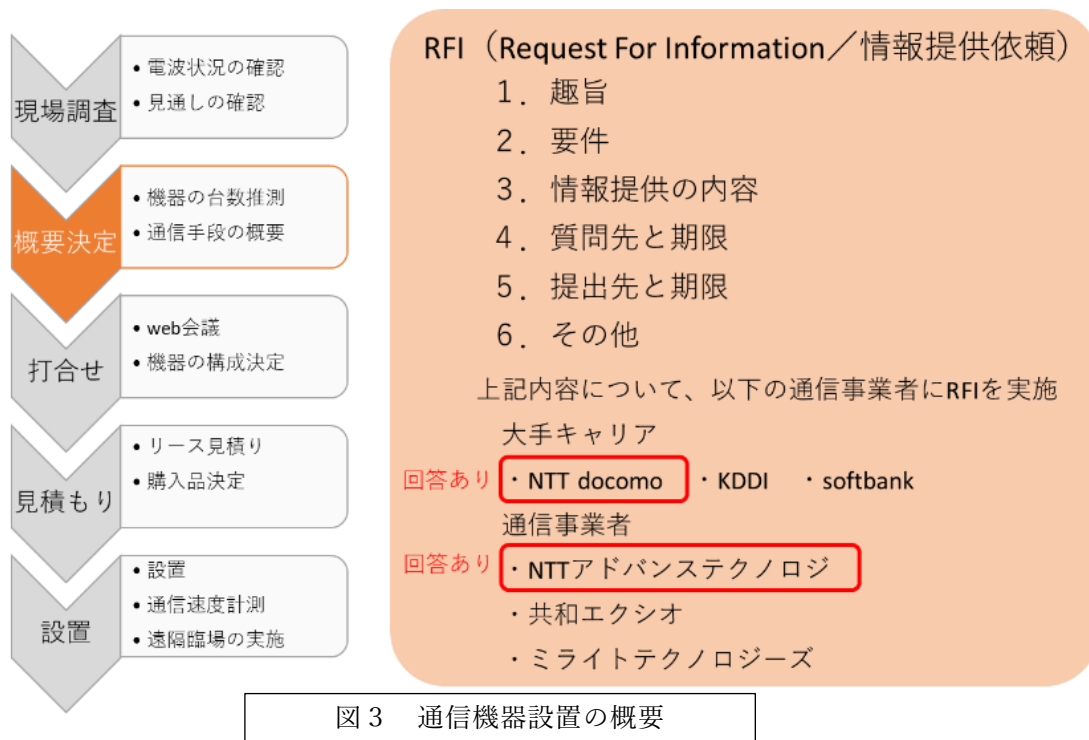 現場調査
• 電波状況の確認
• 見通しの確認
概要決定
• 機器の台数推測
• 通信手段の概要
打合せ
• web会議
• 機器の構成決定
見積もり
• リース見積り
• 購入品決定
設置
• 設置
• 通信速度計測
• 遠隔臨場の実施
RFI（Request For Information／情報提供依頼）
1．趣旨
2．要件
3．情報提供の内容
4．質問先と期限
5．提出先と期限
6．その他
上記内容について、以下の通信事業者にRFIを実施
大手キャリア
回答あり ・NTT docomo ・KDDI ・softbank
通信事業者
回答あり ・NTTアドバンステクノロジ
・共和エクシオ
・ミライトテクノロジーズ
図３　通信機器設置の概要